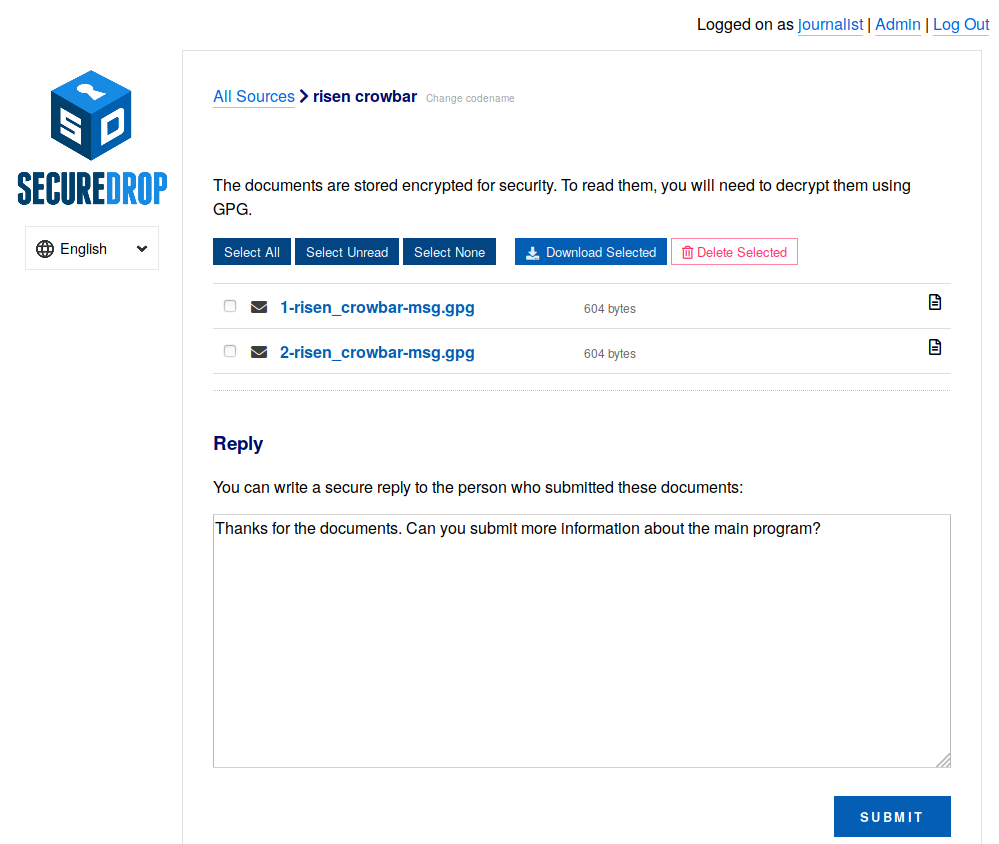 Logged on as journalist | Admin | Log Out
SECUREDROP
English
All Sources risen crowbar Change codename
The documents are stored encrypted for security. To read them, you will need to decrypt them using
GPG.
Select All Select Unread Select None Download Selected Delete Selected
1-risen_crowbar-msg.gpg 604 bytes
2-risen_crowbar-msg.gpg 604 bytes
Reply
You can write a secure reply to the person who submitted these documents:
Thanks for the documents. Can you submit more information about the main program?
SUBMIT